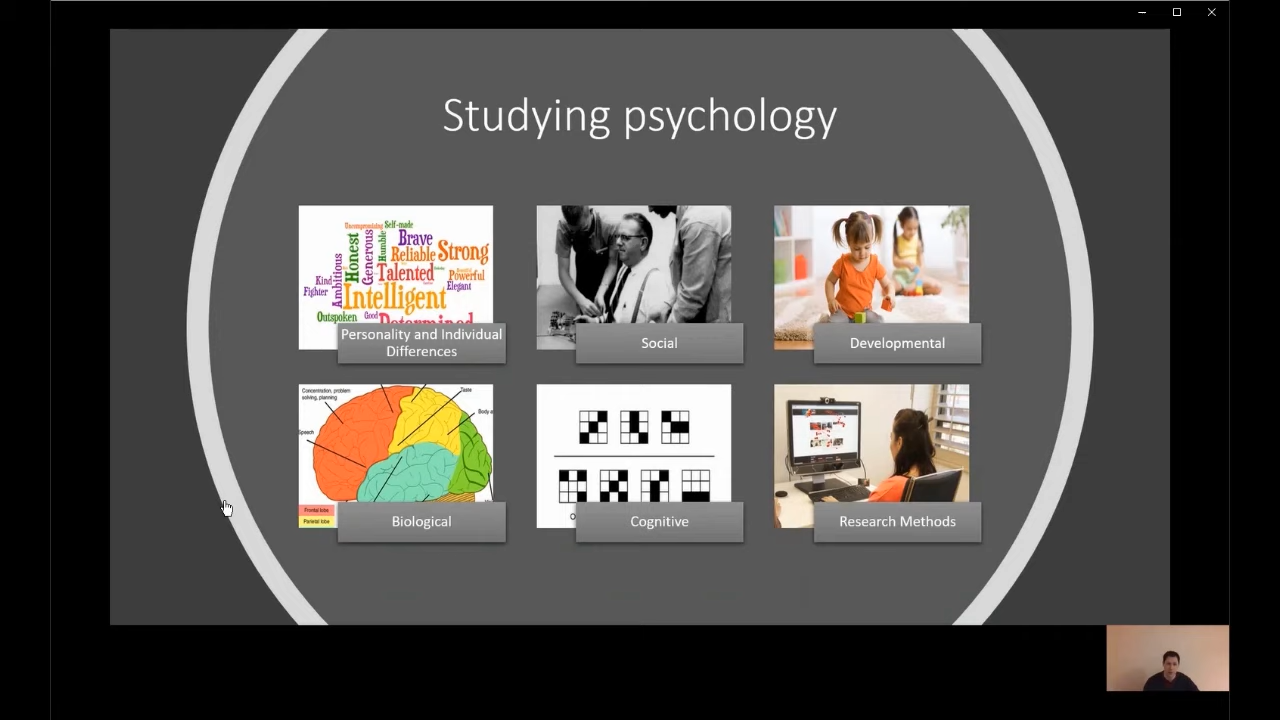 Studying psychology
Uncompromising Self-made
Honest
Generous
Humble
Brave
Reliable
Strong
Ambitious
Talented
Powerful
Kind
Fighter
Intelligent
Elegant
Outspoken
Good
Determined
Personality and Individual
Differences
Social
Developmental
Concentration, problem
solving, planning
Taste
Speech
Frontal lobe
Parietal lobe
Biological
Cognitive
Research Methods